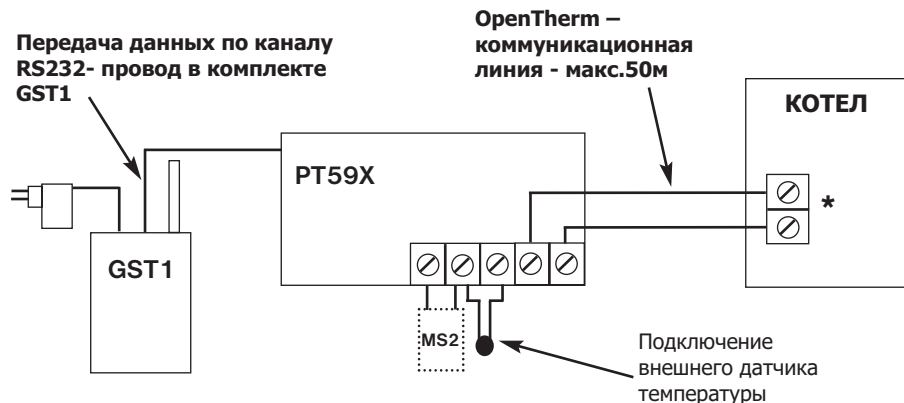 Передача данных по каналу
RS232- провод в комплекте
GST1
OpenTherm –
коммуникационная
линия - макс.50м
КОТЕЛ
PT59X
*
GST1
MS2
Подключение
внешнего датчика
температуры